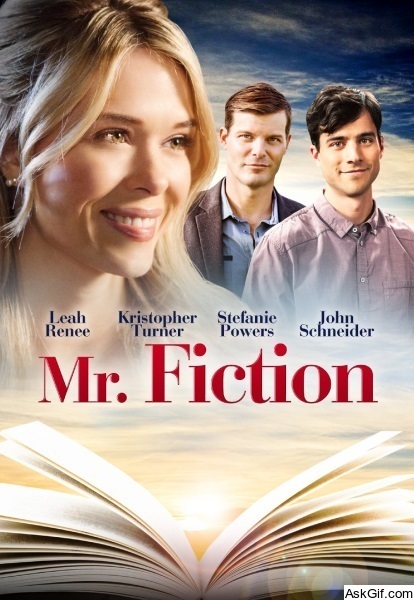 Leah Kristopher Stefanie John
Renee Turner Powers Schneider
Mr. Fiction
AskGif.com